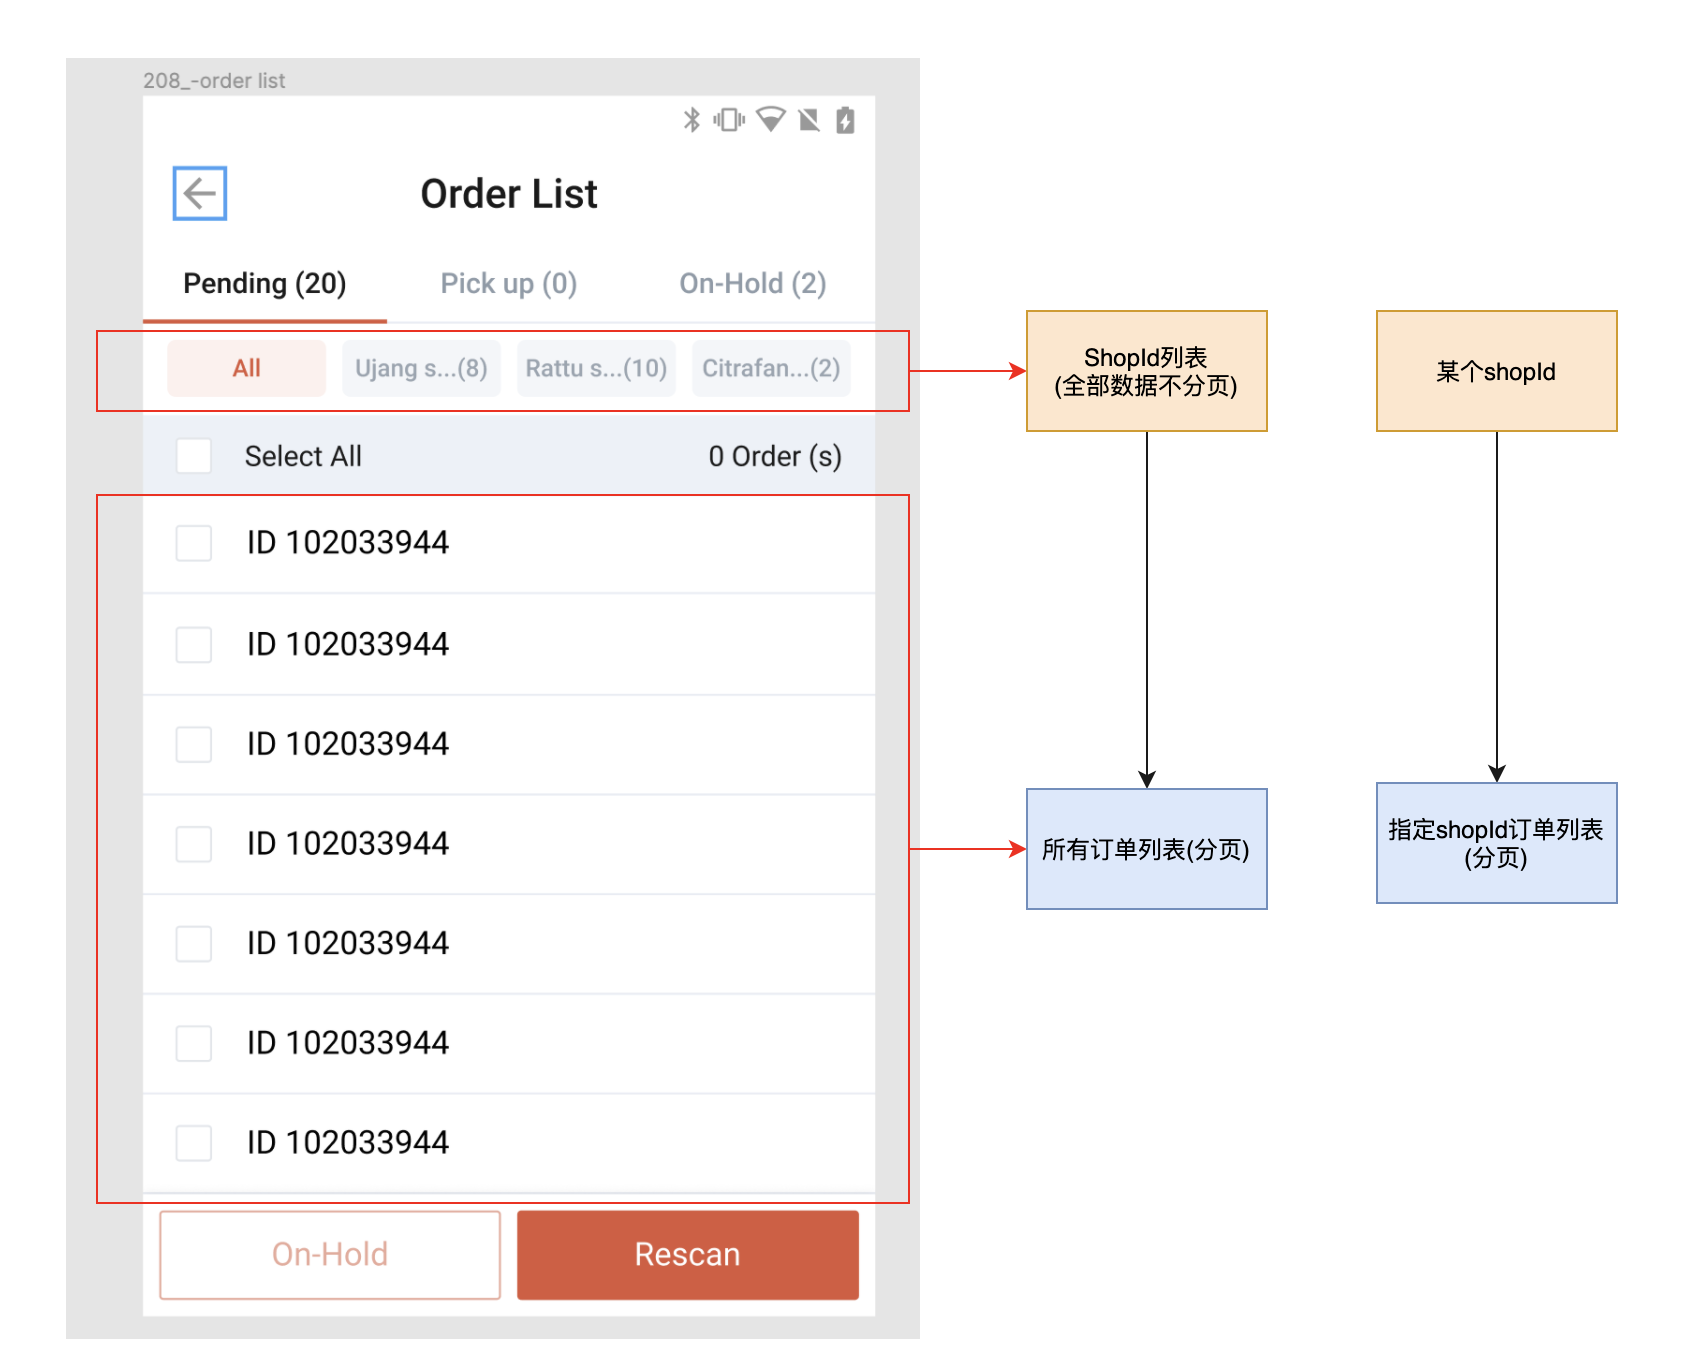 208_-order list
Order List
Pending (20)
Pick up (0)
On-Hold (2)
All
Ujang s...(8)
Rattu s...(10)
Citrafan...(2)
Select All
0 Order (s)
ID 102033944
ID 102033944
ID 102033944
ID 102033944
ID 102033944
ID 102033944
ID 102033944
On-Hold
Rescan
ShopId列表
(全部数据不分页)
某个shopId
所有订单列表(分页)
指定shopId订单列表
(分页)